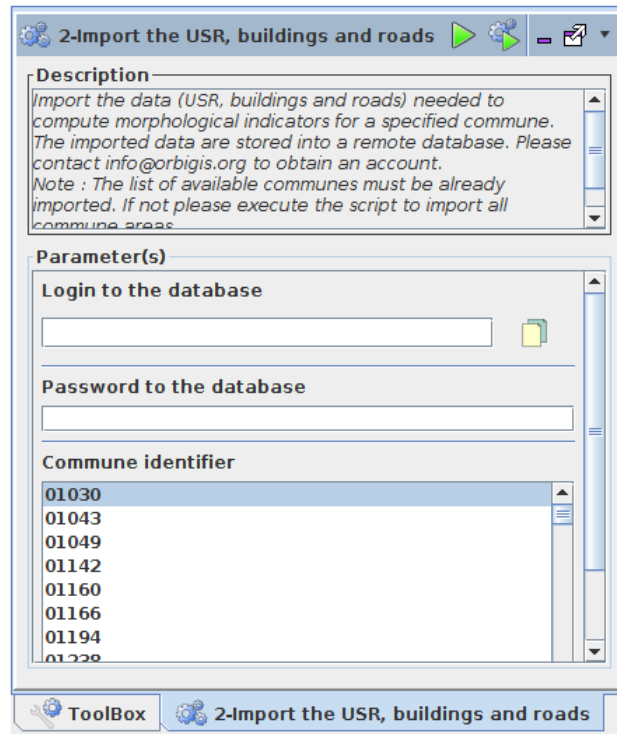 2-Import the USR, buildings and roads
Description
Import the data (USR, buildings and roads) needed to
compute morphological indicators for a specified commune.
The imported data are stored into a remote database. Please
contact info@orbigis.org to obtain an account.
Note : The list of available communes must be already
imported. If not please execute the script to import all
commune areas
Parameter(s)
Login to the database
Password to the database
Commune identifier
01030
01043
01049
01142
01160
01166
01194
01238
ToolBox
2-Import the USR, buildings and roads